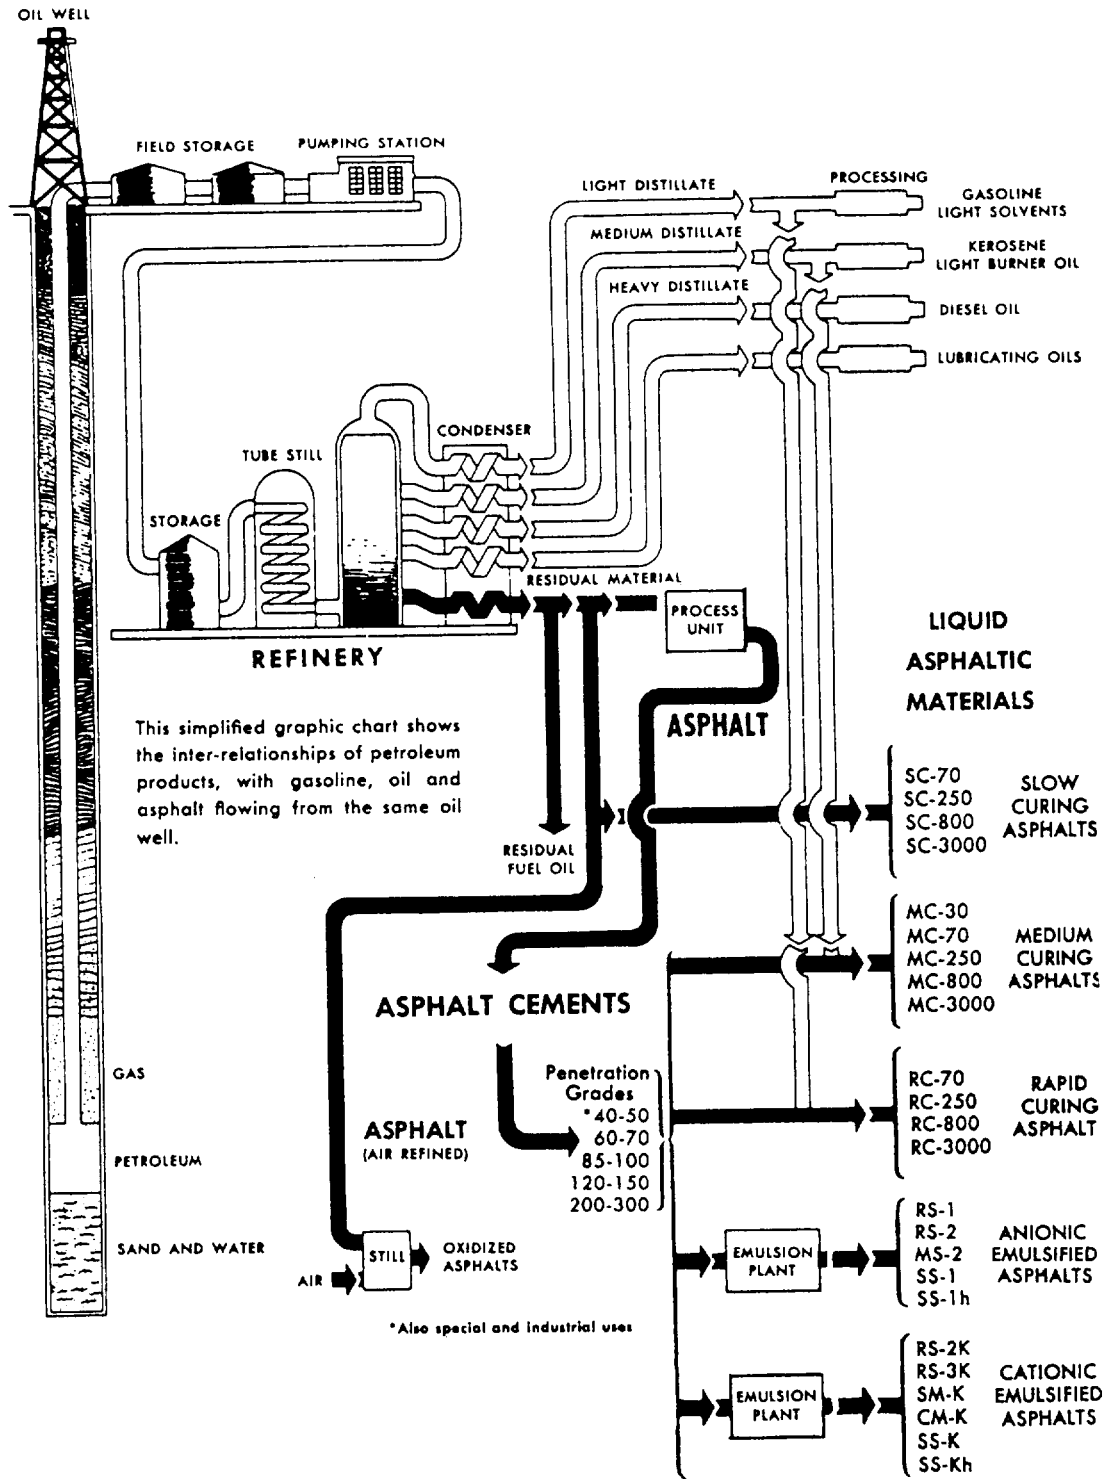 OIL WELL
FIELD STORAGE
PUMPING STATION
LIGHT DISTILLATE
PROCESSING
GASOLINE
LIGHT SOLVENTS
MEDIUM DISTILLATE
KEROSENE
LIGHT BURNER OIL
HEAVY DISTILLATE
DIESEL OIL
LUBRICATING OILS
CONDENSER
TUBE STILL
STORAGE
RESIDUAL MATERIAL
PROCESS
UNIT
REFINERY
LIQUID
ASPHALTIC
MATERIALS
This simplified graphic chart shows
the inter-relationships of petroleum
products, with gasoline, oil and
asphalt flowing from the same oil
well.
ASPHALT
RESIDUAL
FUEL OIL
SC-70
SC-250
SC-800
SC-3000
SLOW
CURING
ASPHALTS
MC-30
MC-70
MC-250
MC-800
MC-3000
MEDIUM
CURING
ASPHALTS
ASPHALT CEMENTS
Penetration
Grades
*40-50
60-70
85-100
120-150
200-300
RC-70
RC-250
RC-800
RC-3000
RAPID
CURING
ASPHALT
GAS
PETROLEUM
SAND AND WATER
ASPHALT
(AIR REFINED)
STILL
AIR
OXIDIZED
ASPHALTS
EMULSION
PLANT
RS-1
RS-2
MS-2
SS-1
SS-1h
ANIONIC
EMULSIFIED
ASPHALTS
*Also special and industrial uses
EMULSION
PLANT
RS-2K
RS-3K
SM-K
CM-K
SS-K
SS-Kh
CATIONIC
EMULSIFIED
ASPHALTS